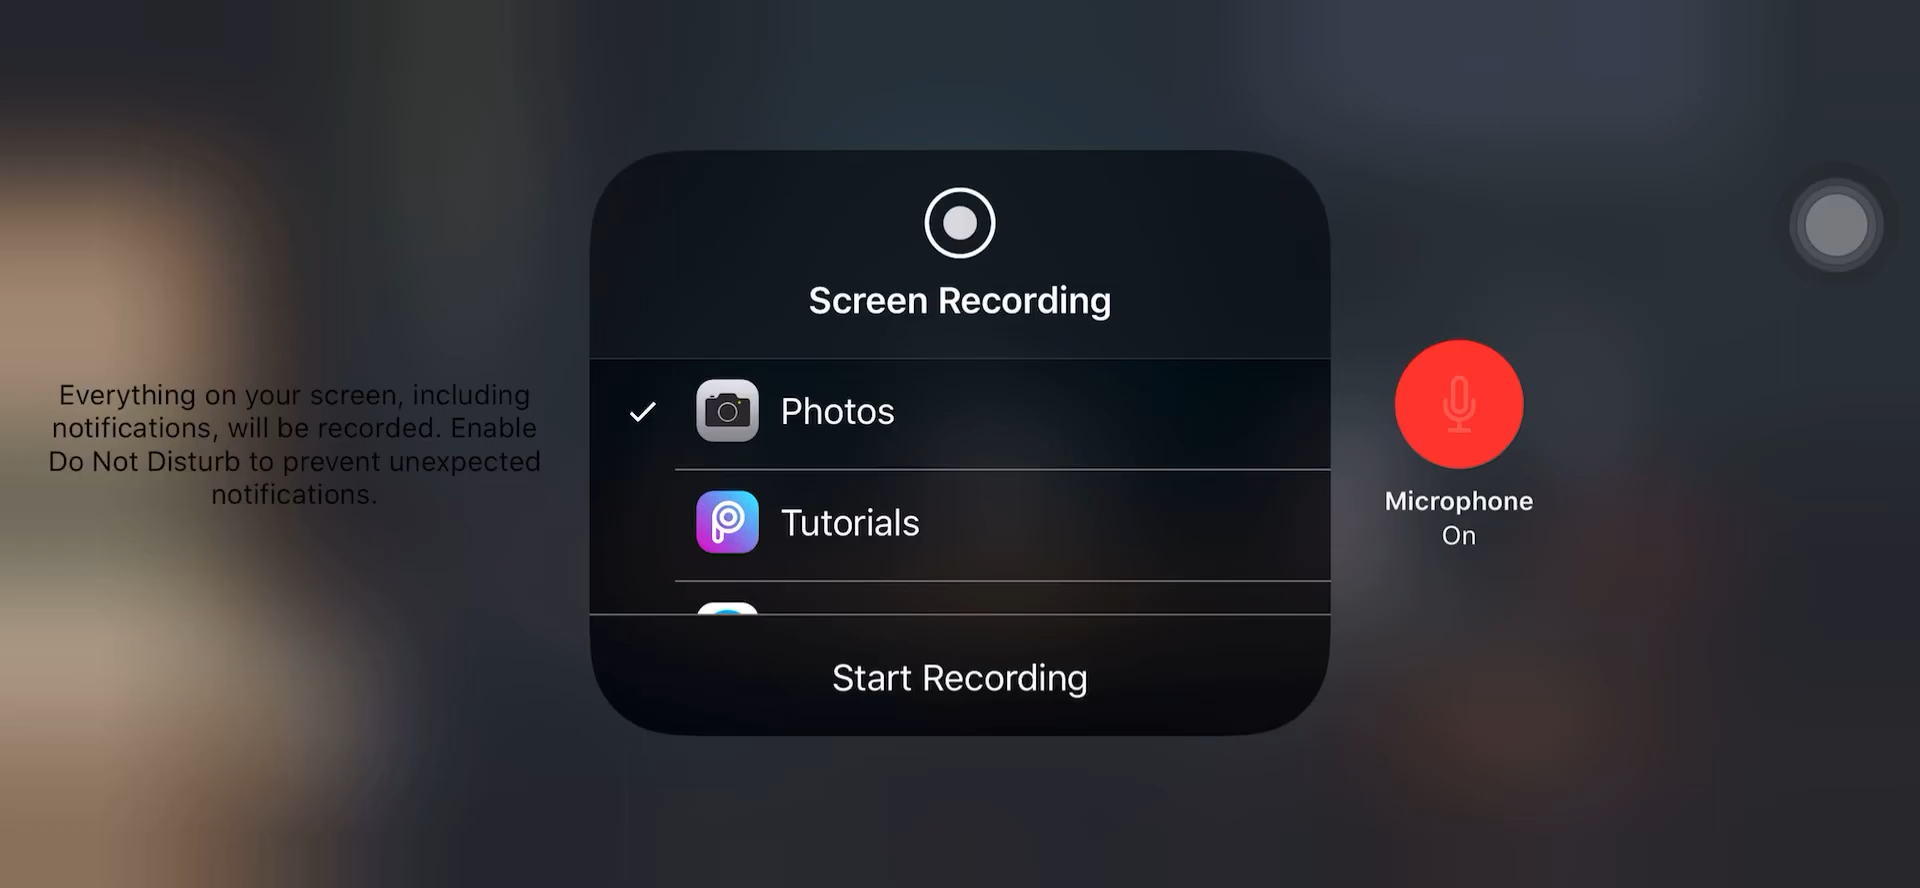 Screen Recording
Everything on your screen, including
notifications, will be recorded. Enable
Do Not Disturb to prevent unexpected
notifications.
Photos
Tutorials
Start Recording
Microphone
On